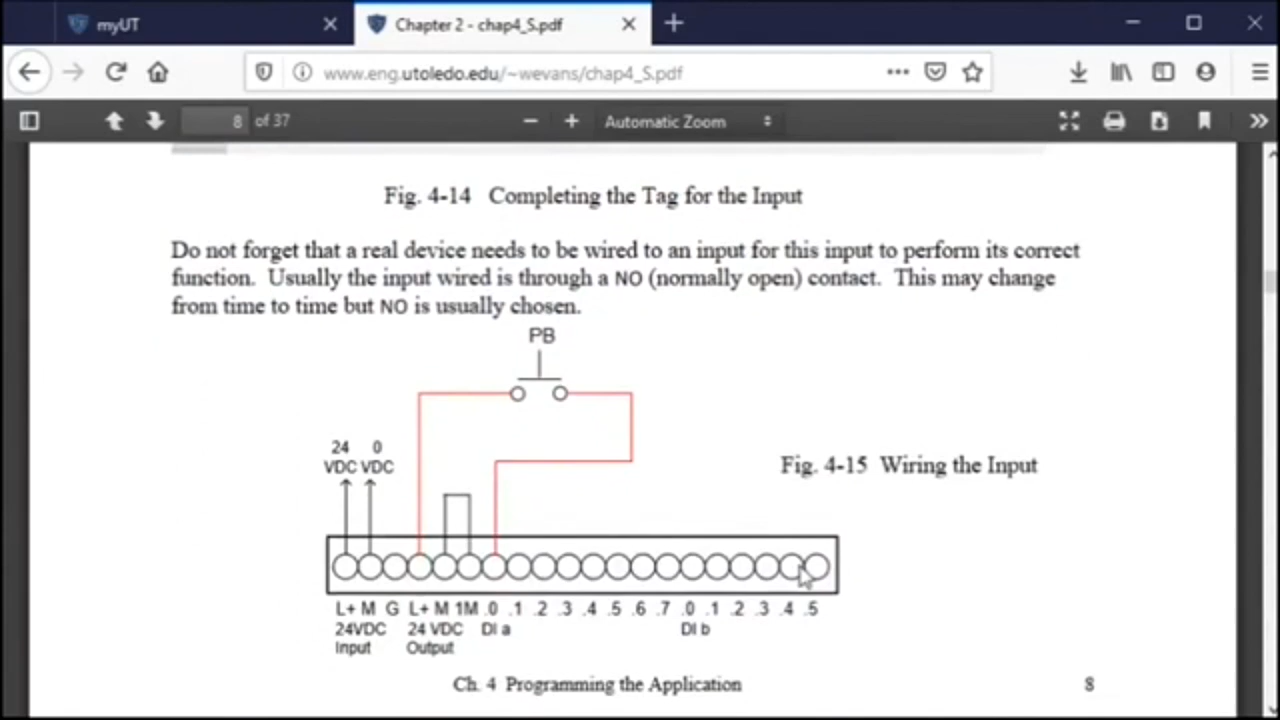 myUT
Chapter 2 - chap4_S.pdf
www.eng.utoledo.edu/~wevans/chap4_S.pdf
8 of 37
Automatic Zoom
Fig. 4-14 Completing the Tag for the Input
Do not forget that a real device needs to be wired to an input for this input to perform its correct
function. Usually the input wired is through a NO (normally open) contact. This may change
from time to time but NO is usually chosen.
PB
24 0
VDC VDC
Fig. 4-15 Wiring the Input
L+ M G L+ M 1M .0 .1 .2 .3 .4 .5 .6 .7 .0 .1 .2 .3 .4 .5
24VDC 24 VDC DI a DI b
Input Output
Ch. 4 Programming the Application 8